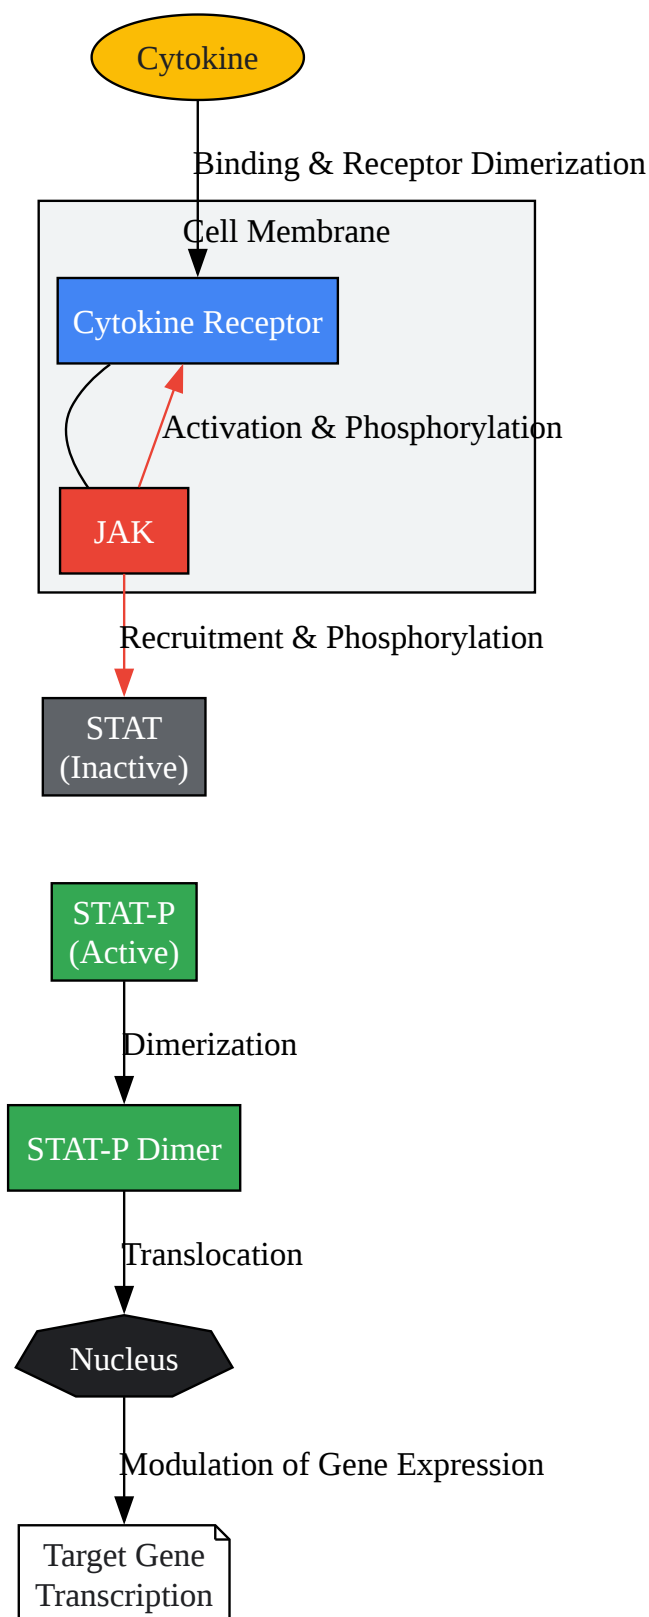 Cytokine
Binding & Receptor Dimerization
Cell Membrane
Cytokine Receptor
Activation & Phosphorylation
JAK
Recruitment & Phosphorylation
STAT
(Inactive)
STAT-P
(Active)
Dimerization
STAT-P Dimer
Translocation
Nucleus
Modulation of Gene Expression
Target Gene
Transcription